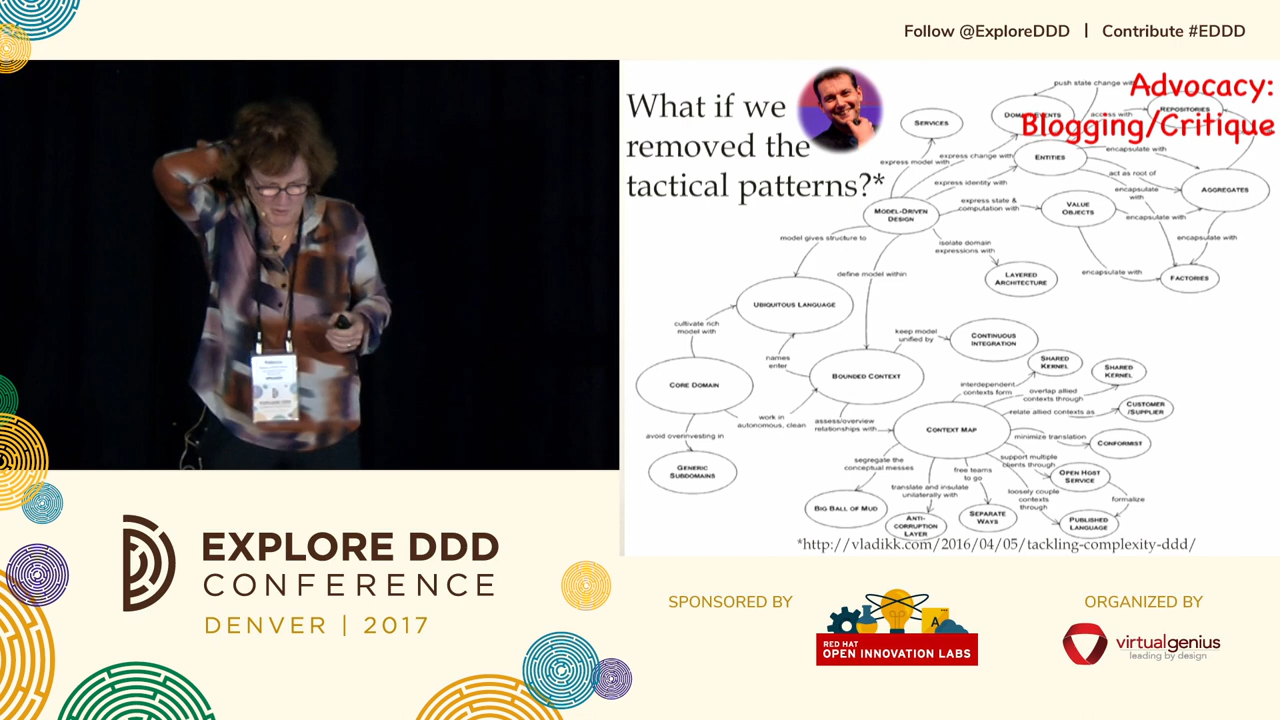 Follow @ExploreDDD | Contribute #EDDD
What if we
removed the
tactical patterns?*
Advocacy:
Blogging/Critique
push state change with
REPOSITORIES
access with
SERVICES
ENTITIES
express model with
express change with
encapsulate with
act as root of
express identity with
encapsulate
with
AGGREGATES
express state &
computation with
VALUE
OBJECTS
MODEL-DRIVEN
DESIGN
encapsulate with
model gives structure to
isolate domain
expressions with
encapsulate with
define model within
LAYERED
ARCHITECTURE
encapsulate with
FACTORIES
UBIQUITOUS LANGUAGE
cultivate rich
model with
keep model
unified by
CONTINUOUS
INTEGRATION
names
enter
SHARED
KERNEL
SHARED
KERNEL
CORE DOMAIN
BOUNDED CONTEXT
interdependent
contexts form
overlap allied
contexts through
work in
autonomous, clean
assess/overview
relationships with
relate allied contexts as
CUSTOMER
/SUPPLIER
avoid overinvesting in
CONTEXT MAP
minimize translation
CONFORMIST
GENERIC
SUBDOMAINS
segregate the
conceptual messes
free teams
to go
support multiple
clients through
OPEN HOST
SERVICE
translate and insulate
unilaterally with
loosely couple
contexts
through
formalize
BIG BALL OF MUD
ANTI-
CORRUPTION
LAYER
SEPARATE
WAYS
PUBLISHED
LANGUAGE
*http://vladikk.com/2016/04/05/tackling-complexity-ddd/
EXPLORE DDD
CONFERENCE
DENVER | 2017
SPONSORED BY
RED HAT
OPEN INNOVATION LABS
A
ORGANIZED BY
virtualgenius
leading by design